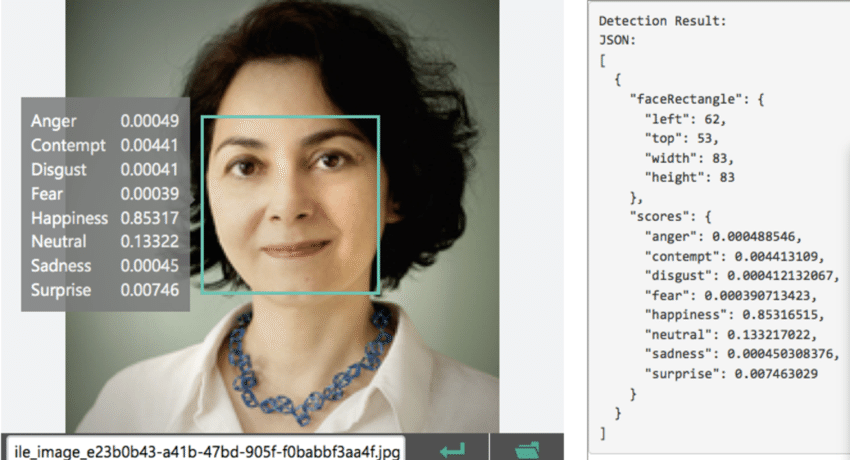 Anger 0.00049
Contempt 0.00441
Disgust 0.00041
Fear 0.00039
Happiness 0.85317
Neutral 0.13322
Sadness 0.00045
Surprise 0.00746
ile_image_e23b0b43-a41b-47bd-905f-f0babbf3aa4f.jpg
Detection Result:
JSON:
[
{
"faceRectangle": {
"left": 62,
"top": 53,
"width": 83,
"height": 83
},
"scores": {
"anger": 0.000488546,
"contempt": 0.004413109,
"disgust": 0.000412132067,
"fear": 0.000390713423,
"happiness": 0.85316515,
"neutral": 0.133217022,
"sadness": 0.000450308376,
"surprise": 0.007463029
}
}
]